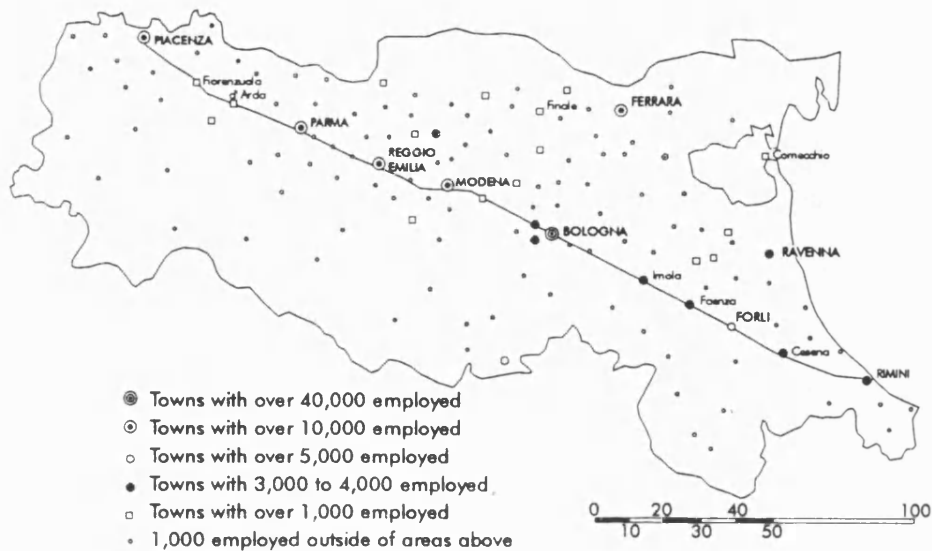 PIACENZA
Fiorenzuola
d' Arda
PARMA
REGGIO
EMILIA
MODENA
Finale
FERRARA
Comecchio
BOLOGNA
RAVENNA
Imola
Faenza
FORLI
Cesena
RIMINI
Towns with over 40,000 employed
Towns with over 10,000 employed
Towns with over 5,000 employed
Towns with 3,000 to 4,000 employed
Towns with over 1,000 employed
1,000 employed outside of areas above
0 20 40 60 100
10 30 50